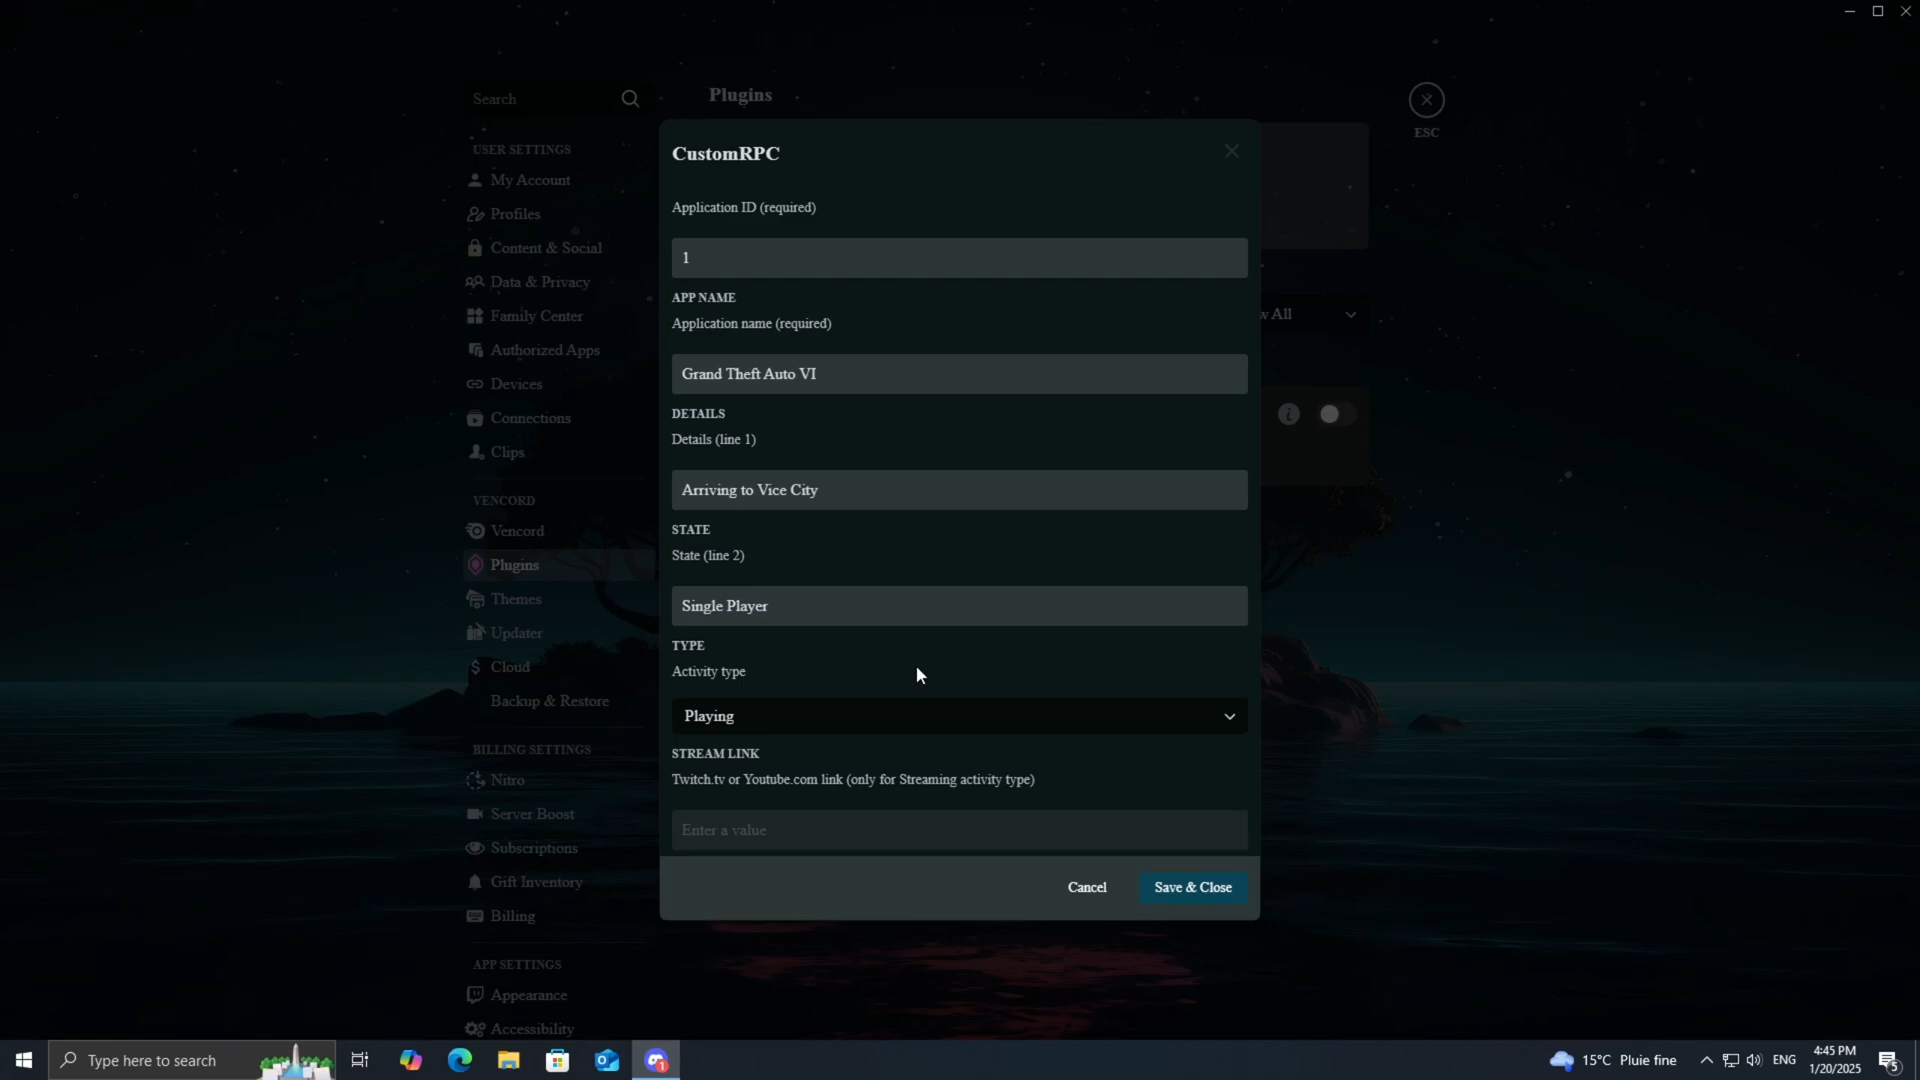 Search
Plugins
ESC
USER SETTINGS
My Account
Profiles
Content & Social
Data & Privacy
Family Center
Authorized Apps
Devices
Connections
Clips
VENCORD
Vencord
Plugins
Themes
Updater
Cloud
Backup & Restore
BILLING SETTINGS
Nitro
Server Boost
Subscriptions
Gift Inventory
Billing
APP SETTINGS
Appearance
Accessibility
CustomRPC
Application ID (required)
1
APP NAME
Application name (required)
Grand Theft Auto VI
DETAILS
Details (line 1)
Arriving to Vice City
STATE
State (line 2)
Single Player
TYPE
Activity type
Playing
STREAM LINK
Twitch.tv or Youtube.com link (only for Streaming activity type)
Enter a value
Cancel
Save & Close
w All
Type here to search
1
15°C Pluie fine
ENG
4:45 PM
1/20/2025
5